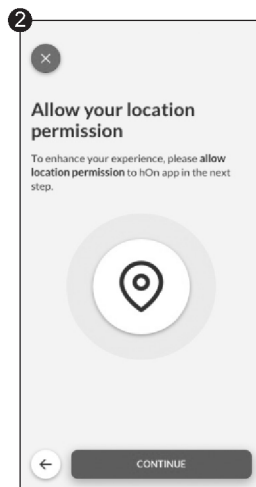 2
Allow your location
permission
To enhance your experience, please allow
location permission to hOn app in the next
step.
CONTINUE